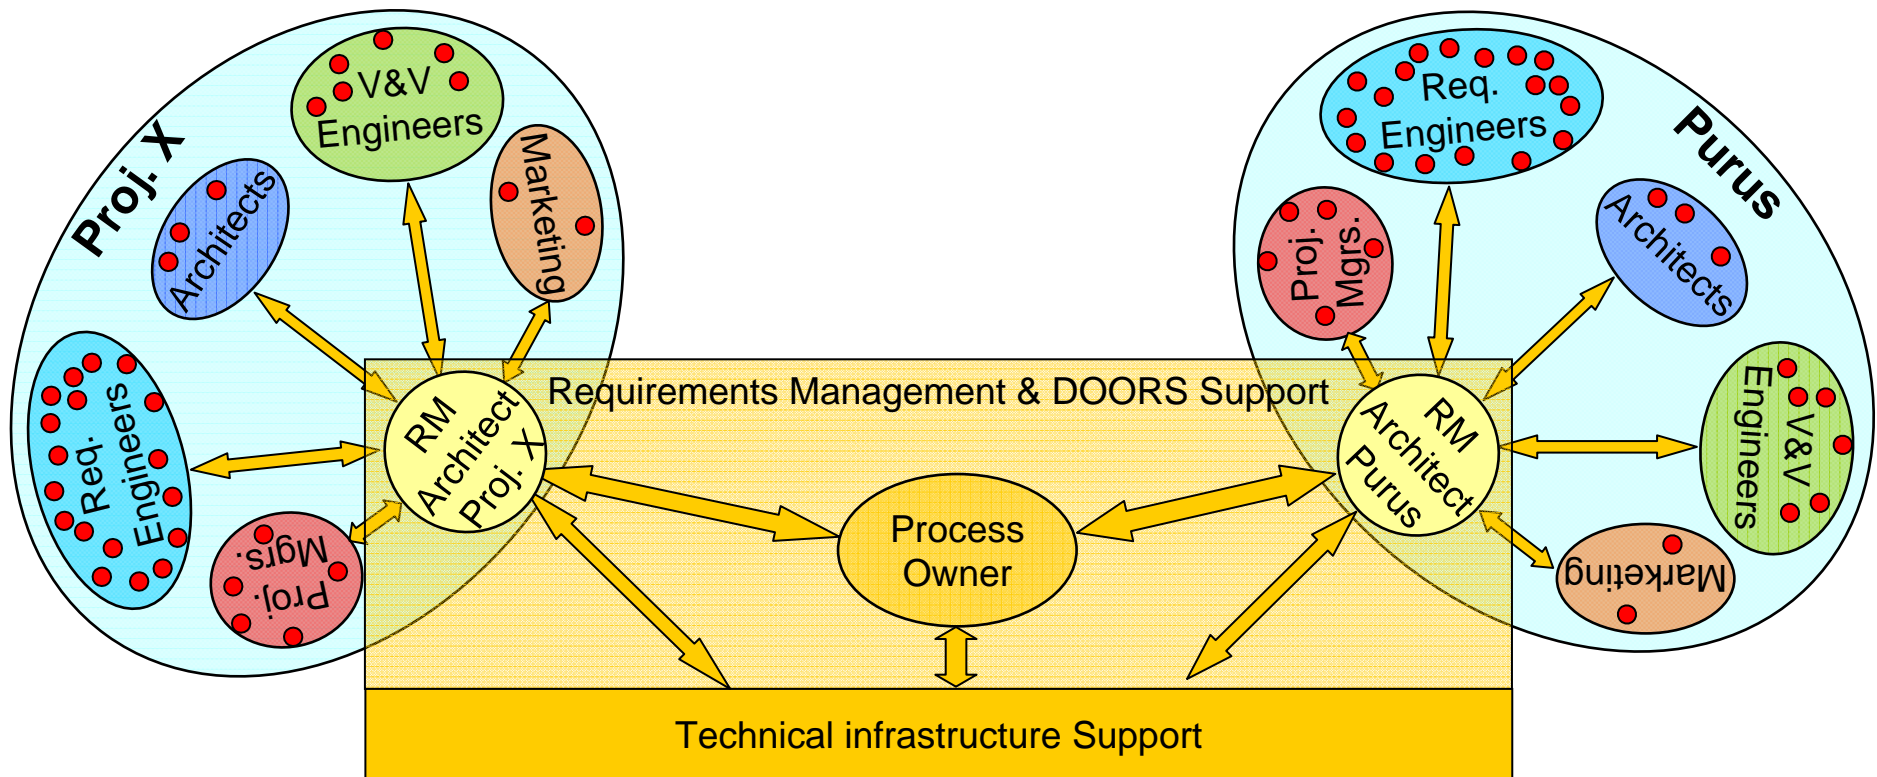 Proj. X
V&V
Engineers
Marketing
Architects
Req.
Engineers
Proj.
Mgrs.
RM
Architect
Proj. X
Requirements Management & DOORS Support
Process
Owner
Technical infrastructure Support
Purus
Req.
Engineers
Proj.
Mgrs.
Architects
V&V
Engineers
Marketing
RM
Architect
Purus